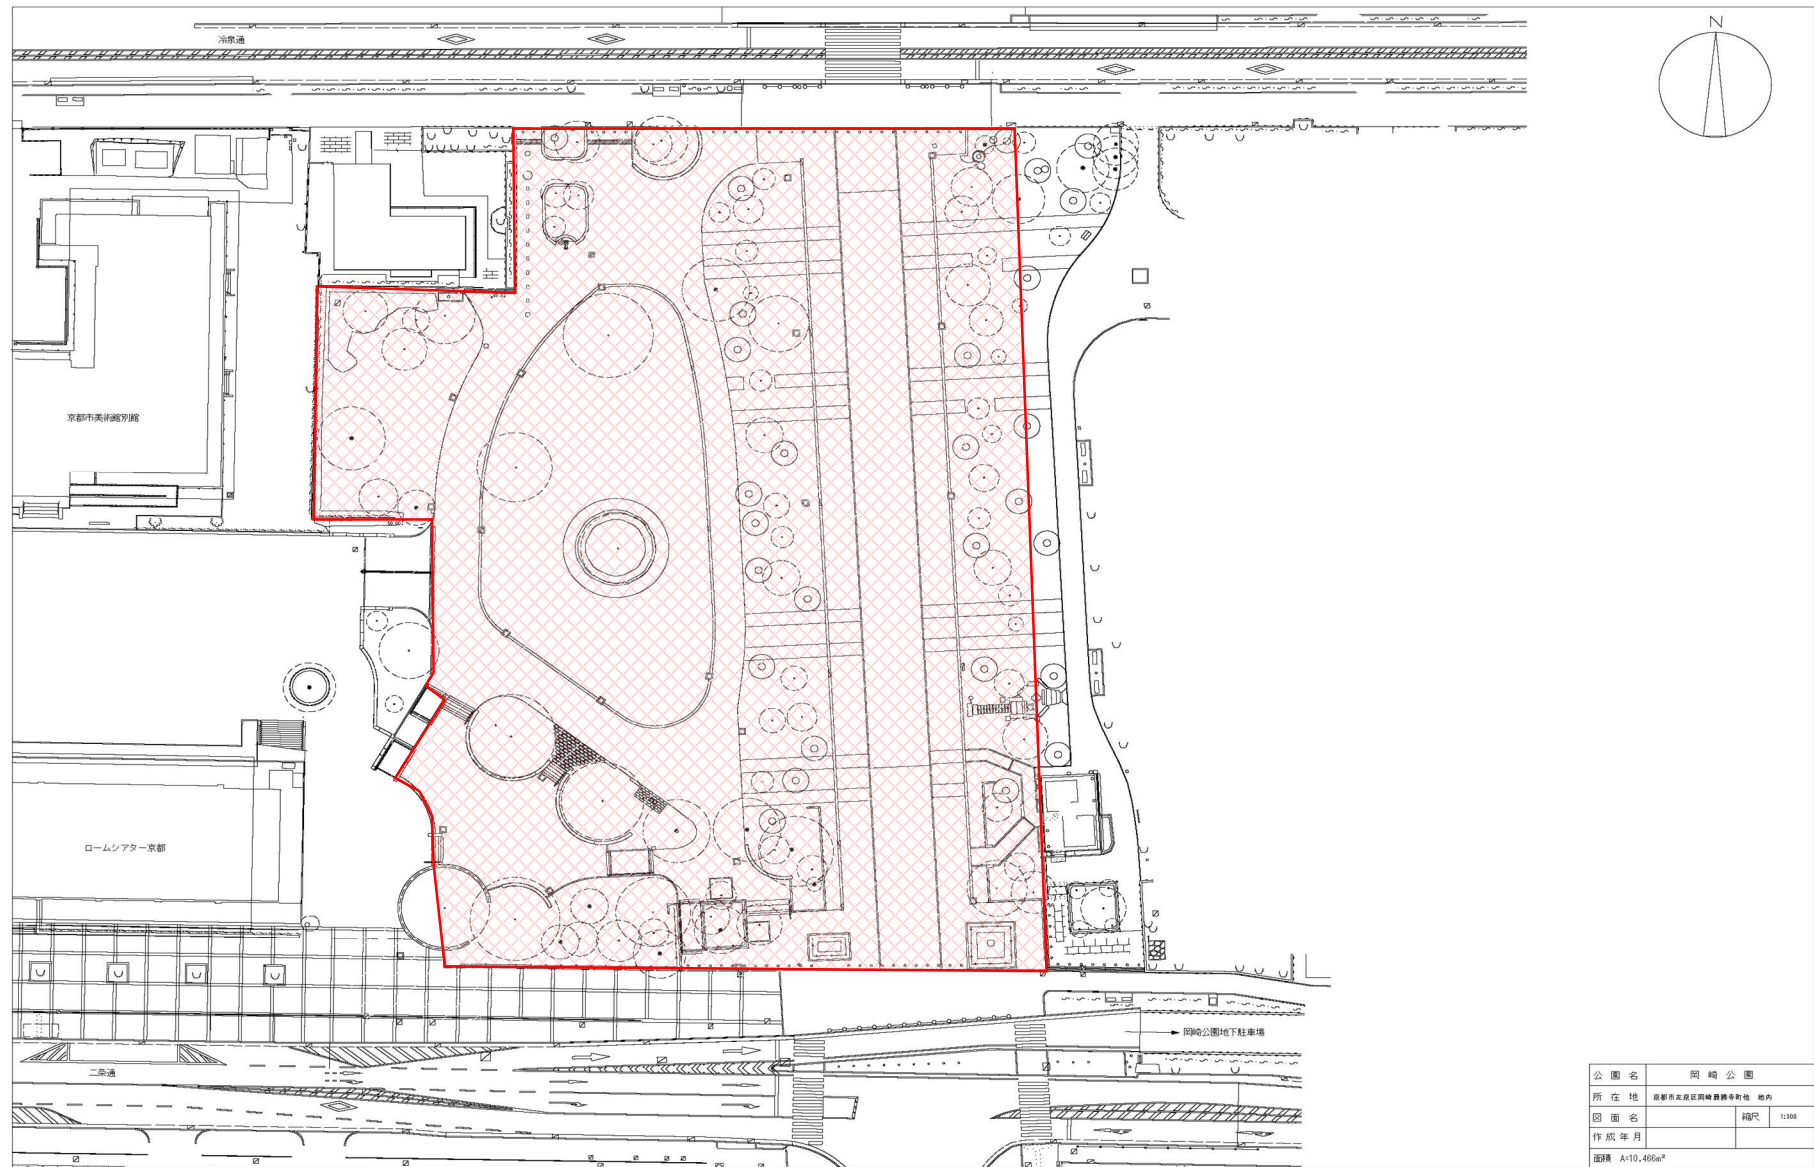 冷泉通
N
京都市美術館別館
ロームシアター京都
岡崎公園地下駐車場
二条通
公園名 岡崎公園
所在地 京都市左京区岡崎最勝寺町他 地内
図面名 縮尺 1:300
作成年月
面積 A=10,466m²